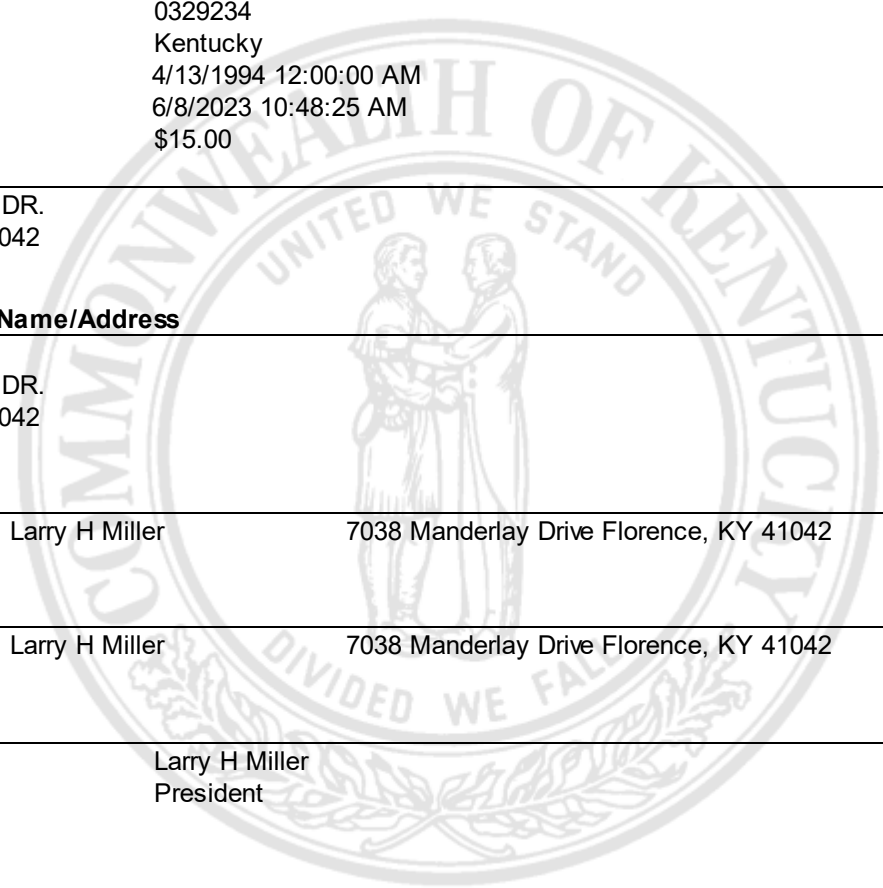 0329234
Kentucky
4/13/1994 12:00:00 AM
6/8/2023 10:48:25 AM
$15.00
DR.
042
Name/Address
DR.
042
Larry H Miller 7038 Manderlay Drive Florence, KY 41042
Larry H Miller 7038 Manderlay Drive Florence, KY 41042
Larry H Miller
President
COMMONWEALTH OF KENTUCKY
UNITED WE STAND
DIVIDED WE FALL